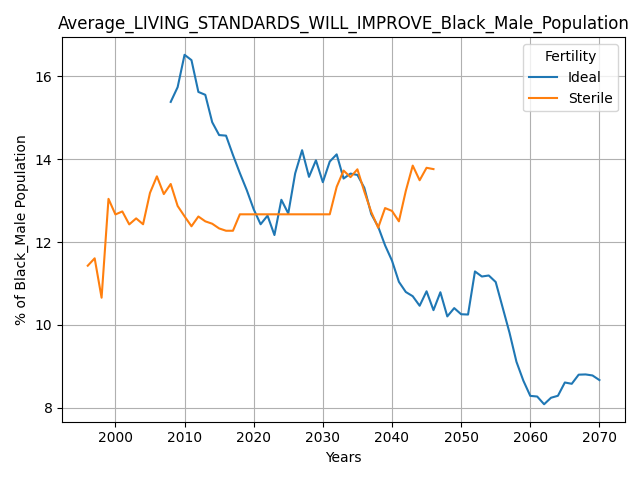 Average_LIVING_STANDARDS_WILL_IMPROVE_Black_Male_Population
Fertility
Ideal
Sterile
% of Black_Male Population
16
14
12
10
8
2000 2010 2020 2030 2040 2050 2060 2070
Years